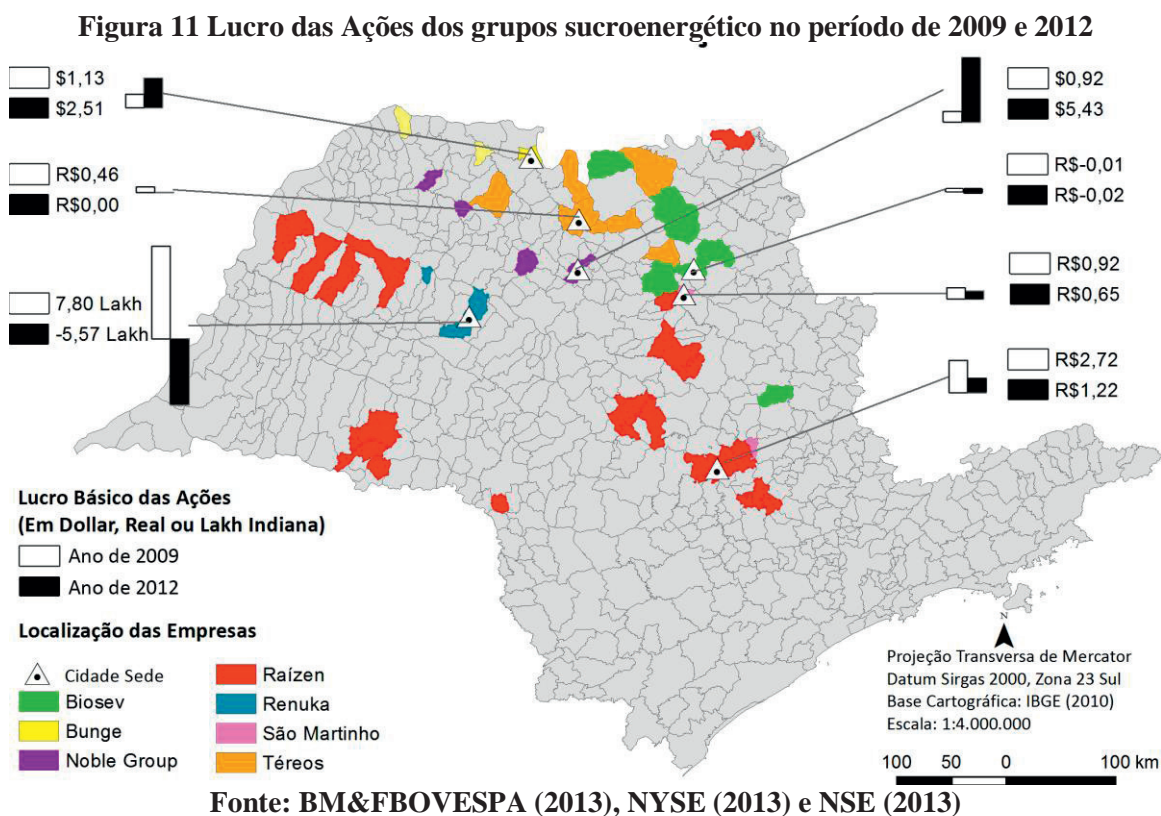 Figura 11 Lucro das Ações dos grupos sucroenergético no período de 2009 e 2012
$1,13
$2,51
R$0,46
R$0,00
7,80 Lakh
-5,57 Lakh
$0,92
$5,43
R$-0,01
R$-0,02
R$0,92
R$0,65
R$2,72
R$1,22
Lucro Básico das Ações
(Em Dollar, Real ou Lakh Indiana)
Ano de 2009
Ano de 2012
Localização das Empresas
Cidade Sede
Biosev
Bunge
Noble Group
Raízen
Renuka
São Martinho
Téreos
N
Projeção Transversa de Mercator
Datum Sirgas 2000, Zona 23 Sul
Base Cartográfica: IBGE (2010)
Escala: 1:4.000.000
100 50 0 100 km
Fonte: BM&FBOVESPA (2013), NYSE (2013) e NSE (2013)